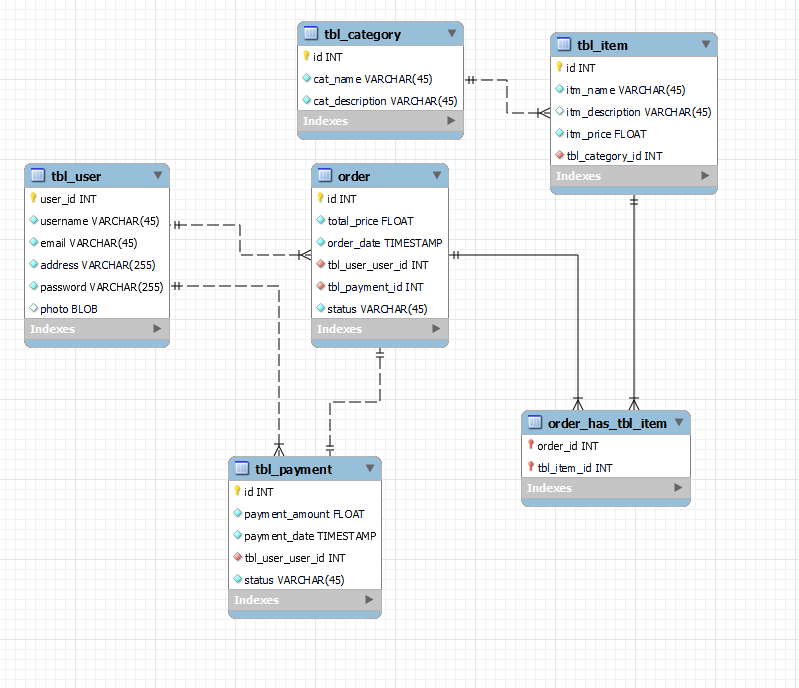 tbl_category
id INT
cat_name VARCHAR(45)
cat_description VARCHAR(45)
Indexes
tbl_item
id INT
itm_name VARCHAR(45)
itm_description VARCHAR(45)
itm_price FLOAT
tbl_category_id INT
Indexes
tbl_user
user_id INT
username VARCHAR(45)
email VARCHAR(45)
address VARCHAR(255)
password VARCHAR(255)
photo BLOB
Indexes
order
id INT
total_price FLOAT
order_date TIMESTAMP
tbl_user_user_id INT
tbl_payment_id INT
status VARCHAR(45)
Indexes
order_has_tbl_item
order_id INT
tbl_item_id INT
Indexes
tbl_payment
id INT
payment_amount FLOAT
payment_date TIMESTAMP
tbl_user_user_id INT
status VARCHAR(45)
Indexes